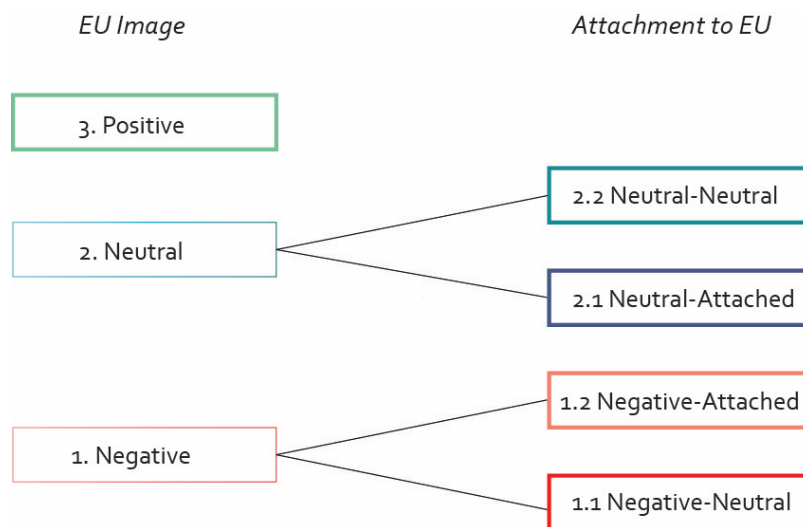 EU Image
Attachment to EU
3. Positive
2.2 Neutral-Neutral
2. Neutral
2.1 Neutral-Attached
1.2 Negative-Attached
1. Negative
1.1 Negative-Neutral